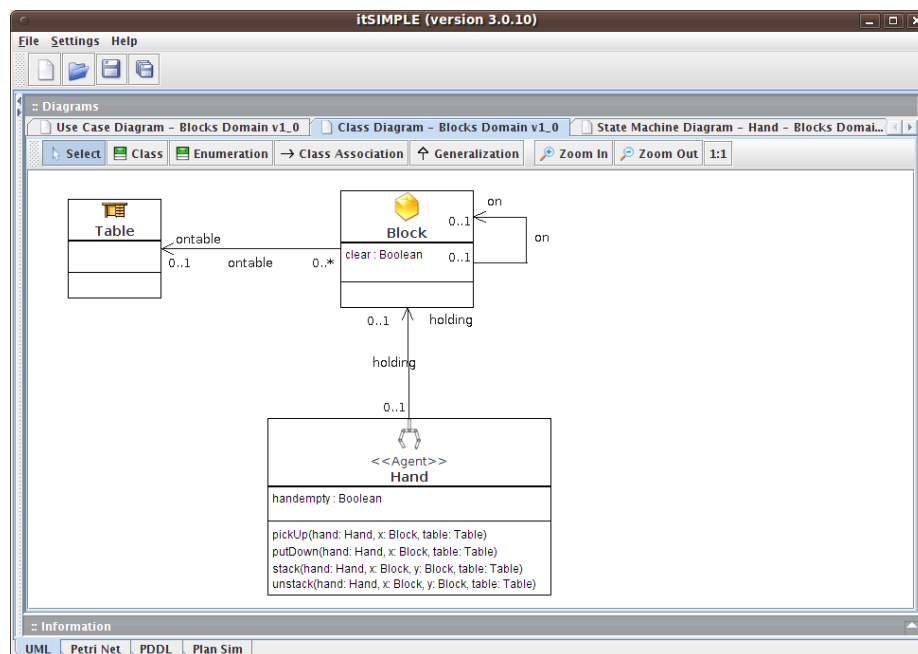 itSIMPLE (version 3.0.10)
File Settings Help
:: Diagrams
Use Case Diagram – Blocks Domain v1_0 Class Diagram – Blocks Domain v1_0 State Machine Diagram – Hand – Blocks Domai...
Select Class Enumeration Class Association Generalization Zoom In Zoom Out 1:1
Table
ontable
0..1 ontable 0..*
Block
clear : Boolean
0..1
0..1
on
on
0..1 holding
holding
0..1
<<Agent>>
Hand
handempty : Boolean
pickUp(hand: Hand, x: Block, table: Table)
putDown(hand: Hand, x: Block, table: Table)
stack(hand: Hand, x: Block, y: Block, table: Table)
unstack(hand: Hand, x: Block, y: Block, table: Table)
:: Information
UML Petri Net PDDL Plan Sim